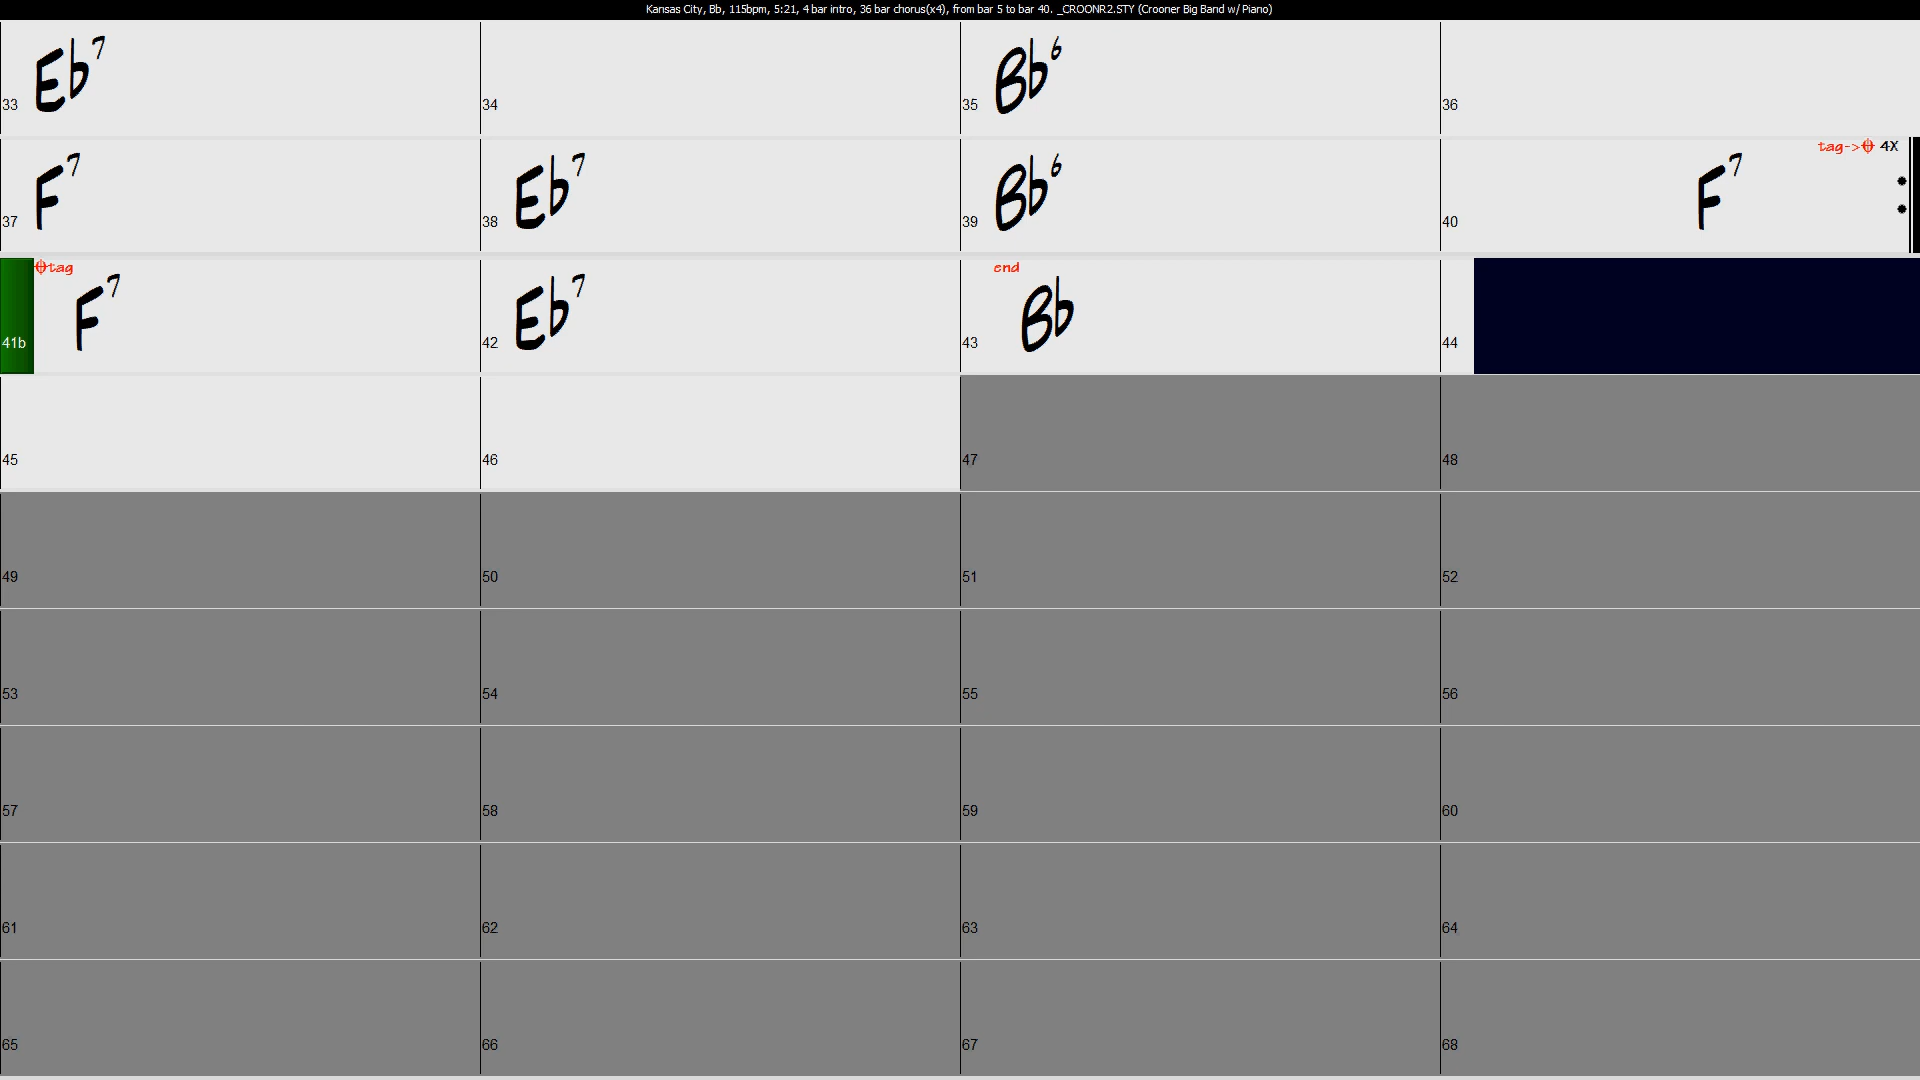 Kansas City, Bb, 115bpm, 5:21, 4 bar intro, 36 bar chorus(x4), from bar 5 to bar 40. _CROONR2.STY (Crooner Big Band w/ Piano)
33 Eb7 34 35 Bb6 36
tag-> 4X
37 F7 38 Eb7 39 Bb6 40 F7
tag end
41b F7 42 Eb7 43 Bb 44
45 46 47 48
49 50 51 52
53 54 55 56
57 58 59 60
61 62 63 64
65 66 67 68